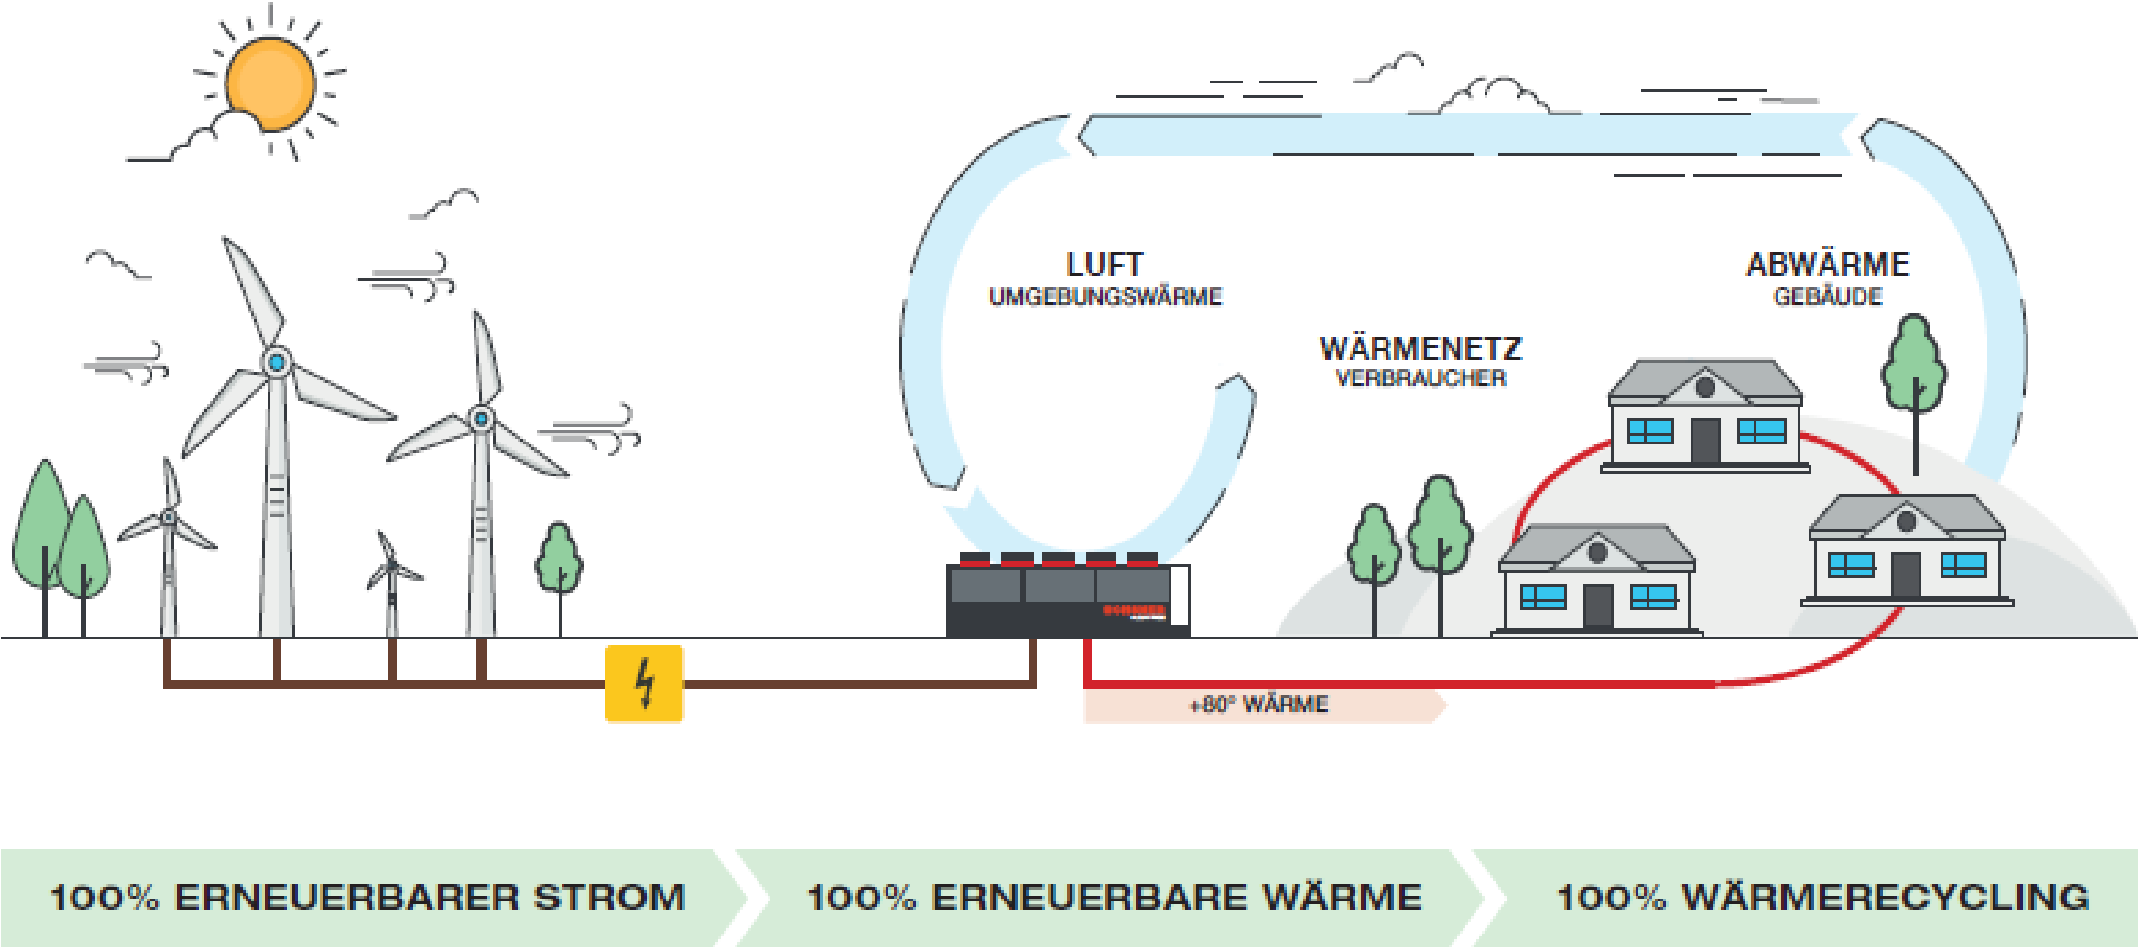 LUFT
UMGEBUNGSWÄRME
ABWÄRME
GEBÄUDE
WÄRMENETZ
VERBRAUCHER
+80° WÄRME
100% ERNEUERBARER STROM
100% ERNEUERBARE WÄRME
100% WÄRMERECYCLING